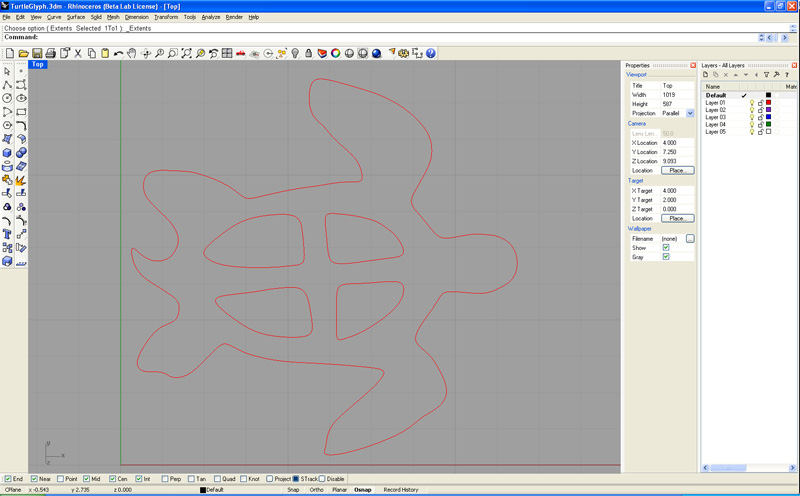 TurtleGlyph.3dm - Rhinoceros (Beta Lab License) - [Top]
File Edit View Curve Surface Solid Mesh Dimension Transform Tools Analyze Render Help
Choose option ( Extents Selected 1To1 ): _Extents
Command:
Top
Properties
Viewport
Title Top
Width 1019
Height 587
Projection Parallel
Camera
Lens Len... 50.0
X Location 4.000
Y Location 7.250
Z Location 9.093
Location Place...
Target
X Target 4.000
Y Target 2.000
Z Target 0.000
Location Place...
Wallpaper
Filename (none) ...
Show
Gray
Layers - All Layers
Name Mate
Default
Layer 01
Layer 02
Layer 03
Layer 04
Layer 05
y
x
z
End Near Point Mid Cen Int Perp Tan Quad Knot Project STrack Disable
CPlane x -0.543 y 2.735 z 0.000 Default Snap Ortho Planar Osnap Record History